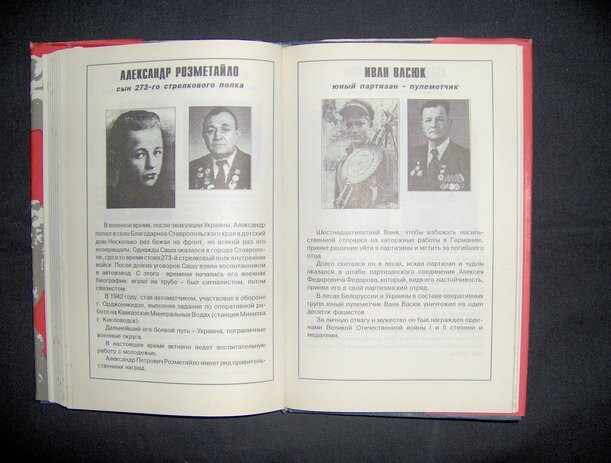 АЛЕКСАНДР РОЗМЕТАЙЛО
сын 273-го стрелкового полка
В военное время, после эвакуации Украины, Александр
попал в село Благодарное Ставропольского края в детский
дом. Несколько раз бежал на фронт, но всякий раз его
возвращали. Однажды Саша оказался в городе Ставропо-
ле, где в то время стоял 273-й стрелковый полк внутренних
войск. После долгих уговоров Сашу взяли воспитанником
в автовзвод. С этого времени началась его военная
биография: играл на трубе - был сигналистом, потом
связистом.
В 1942 году, став автоматчиком, участвовал в обороне
г. Орджоникидзе, выполнял задание по оперативной рабо-
те на Кавказских Минеральных Водах (станция Минутка
г. Кисловодск).
Дальнейший его боевой путь - Украина, пограничные
военные округа.
В настоящее время активно ведет воспитательную
работу с молодежью.
Александр Петрович Розметайло имеет ряд правитель-
ственных наград.
ИВАН ВАСЮК
юный партизан - пулеметчик
Шестнадцатилетний Ваня, чтобы избежать насиль-
ственной отправки на каторжные работы в Германию,
принял решение уйти в партизаны и мстить за погибшего
отца.
Долго скитался он в лесах, искал партизан и чудом
оказался в штабе партизанского соединения Алексея
Федоровича Федорова, который, видя его настойчивость,
принял его в свой партизанский отряд.
В лесах Белоруссии и Украины в составе оперативных
групп юный пулеметчик Ваня Васюк уничтожил не один
десяток фашистов.
За личную отвагу и мужество он был награжден орде-
нами Великой Отечественной войны I и II степени и
медалями.